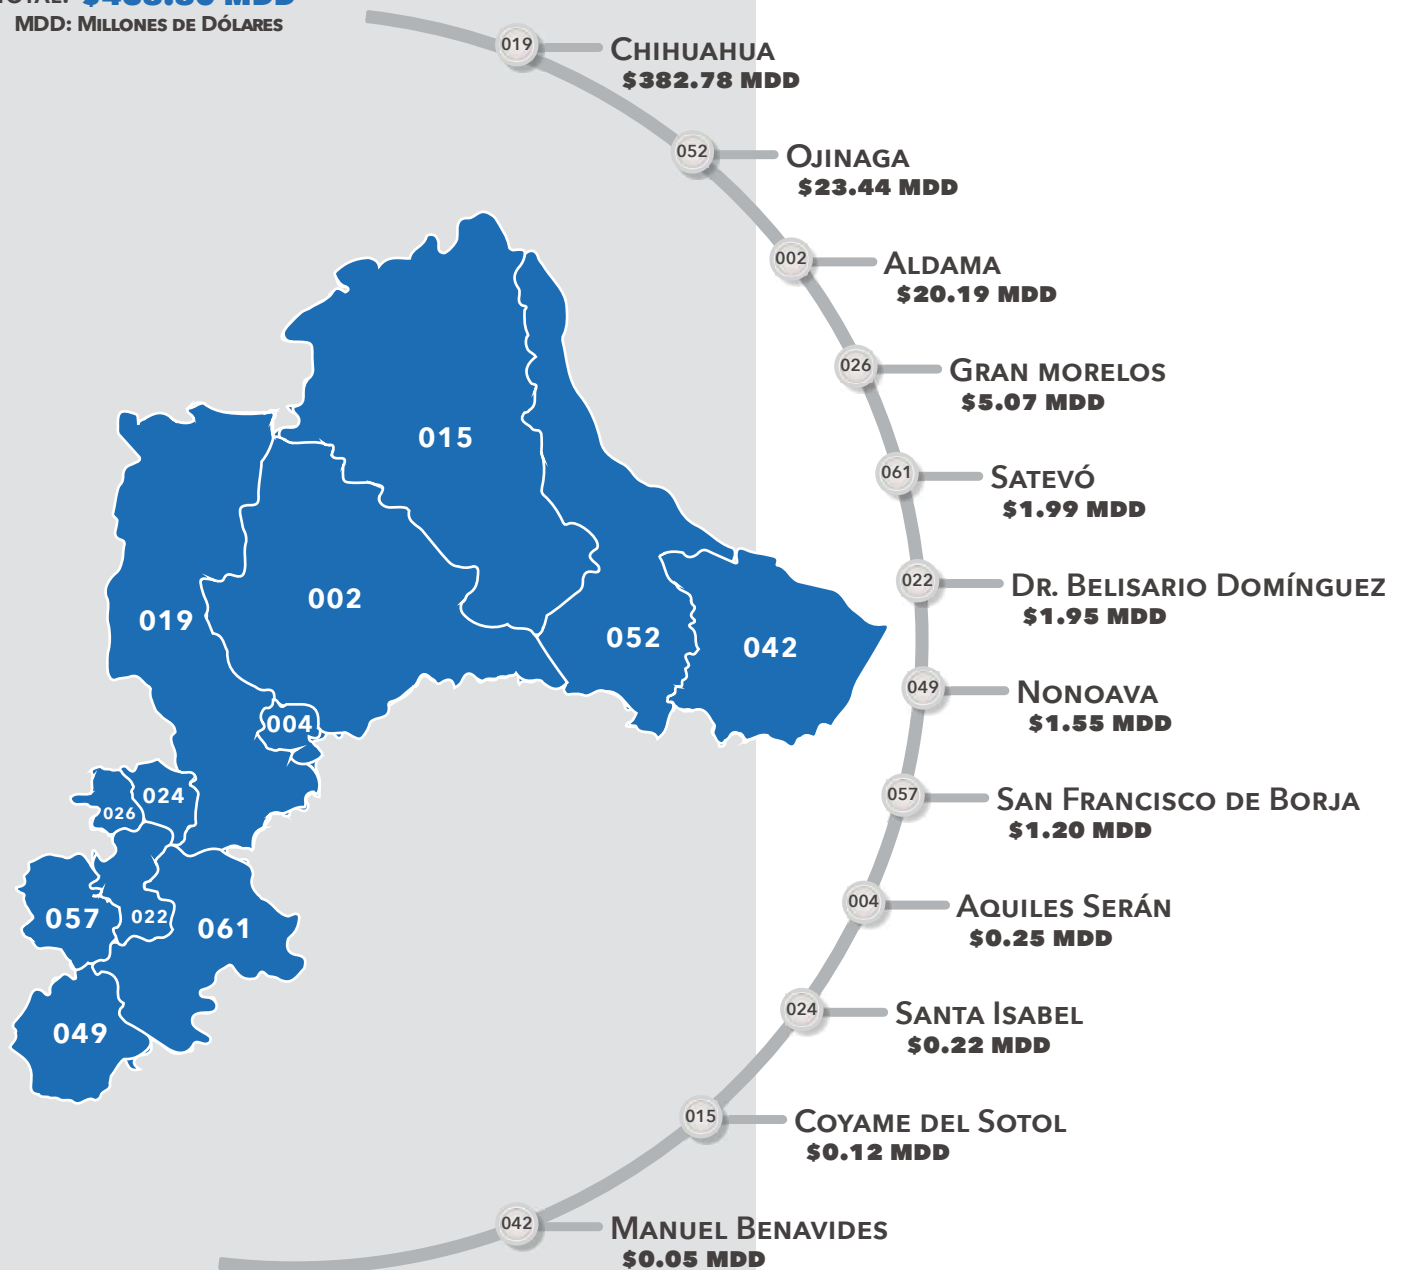 TOTAL: MDD
MDD: MILLONES DE DÓLARES
019 CHIHUAHUA
$382.78 MDD
052 OJINAGA
$23.44 MDD
002 ALDAMA
$20.19 MDD
026 GRAN MORELOS
$5.07 MDD
061 SATEVÓ
$1.99 MDD
022 DR. BELISARIO DOMÍNGUEZ
$1.95 MDD
049 NONOAVA
$1.55 MDD
057 SAN FRANCISCO DE BORJA
$1.20 MDD
004 AQUILES SERÁN
$0.25 MDD
024 SANTA ISABEL
$0.22 MDD
015 COYAME DEL SOTOL
$0.12 MDD
042 MANUEL BENAVIDES
$0.05 MDD
015
002
019
052
042
004
024
026
057
022
061
049